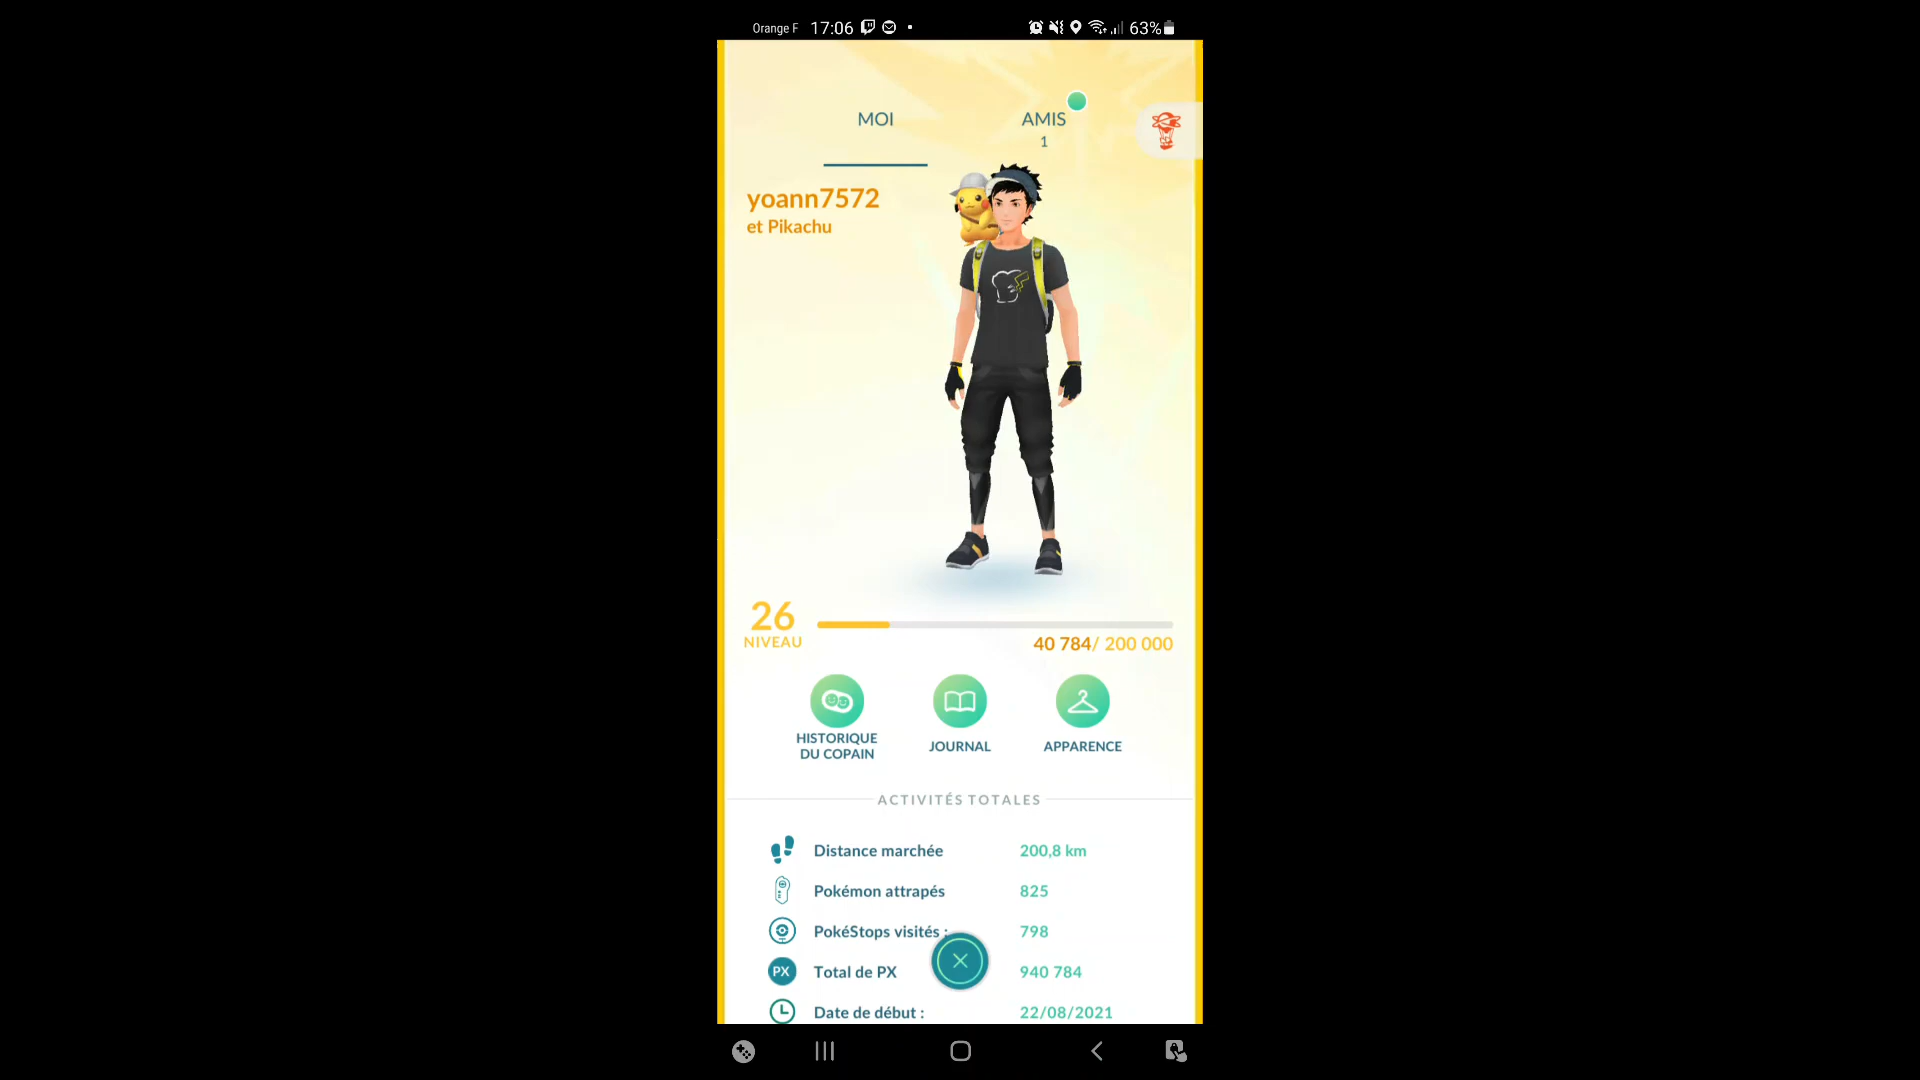 Orange F 17:06 63%
MOI
AMIS
1
yoann7572
et Pikachu
26
NIVEAU
40 784/ 200 000
HISTORIQUE
DU COPAIN
JOURNAL
APPARENCE
ACTIVITÉS TOTALES
Distance marchée 200,8 km
Pokémon attrapés 825
PokéStops visités : 798
PX Total de PX 940 784
Date de début : 22/08/2021